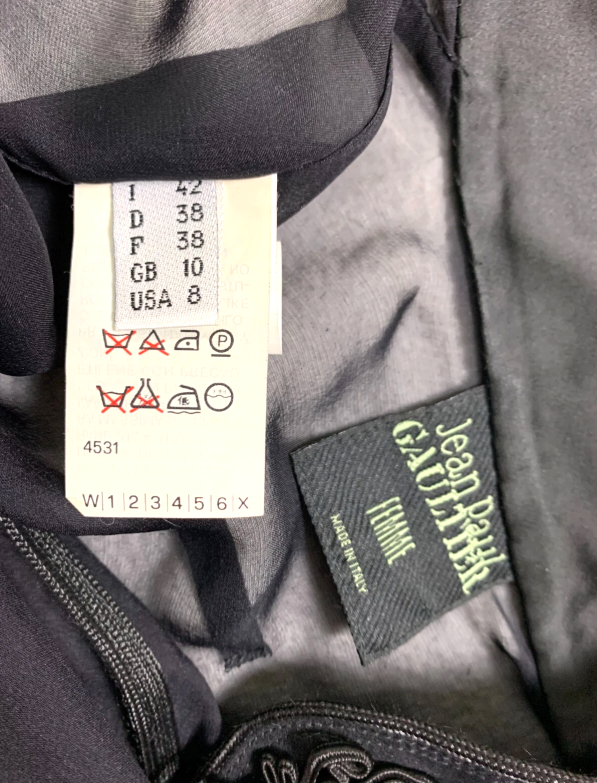 I 42
D 38
F 38
GB 10
USA 8
P
4531
W|1|2|3|4|5|6|X
Jean Paul
GAULTIER
FEMME
MADE IN ITALY